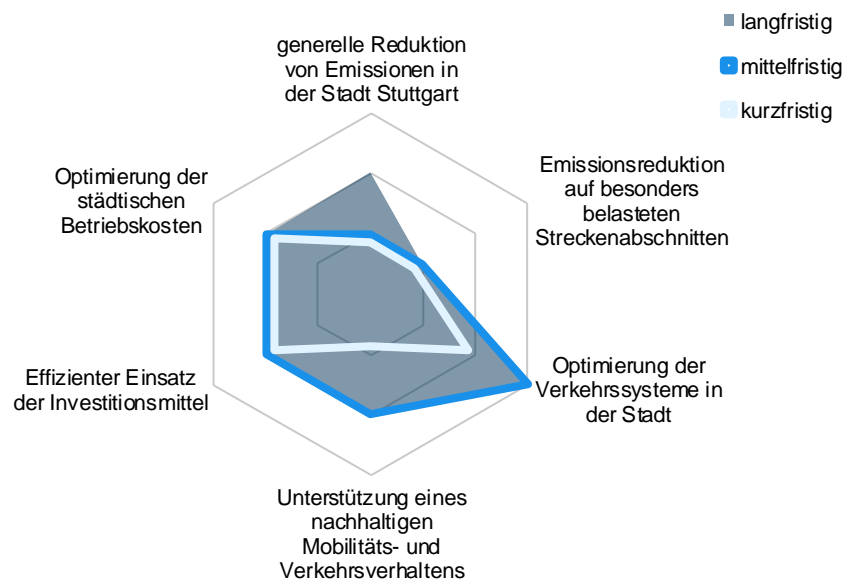 langfristig
mittelfristig
kurzfristig
generelle Reduktion
von Emissionen in
der Stadt Stuttgart
Emissionsreduktion
auf besonders
belasteten
Streckenabschnitten
Optimierung der
Verkehrssysteme in
der Stadt
Unterstützung eines
nachhaltigen
Mobilitäts- und
Verkehrsverhaltens
Effizienter Einsatz
der Investitionsmittel
Optimierung der
städtischen
Betriebskosten